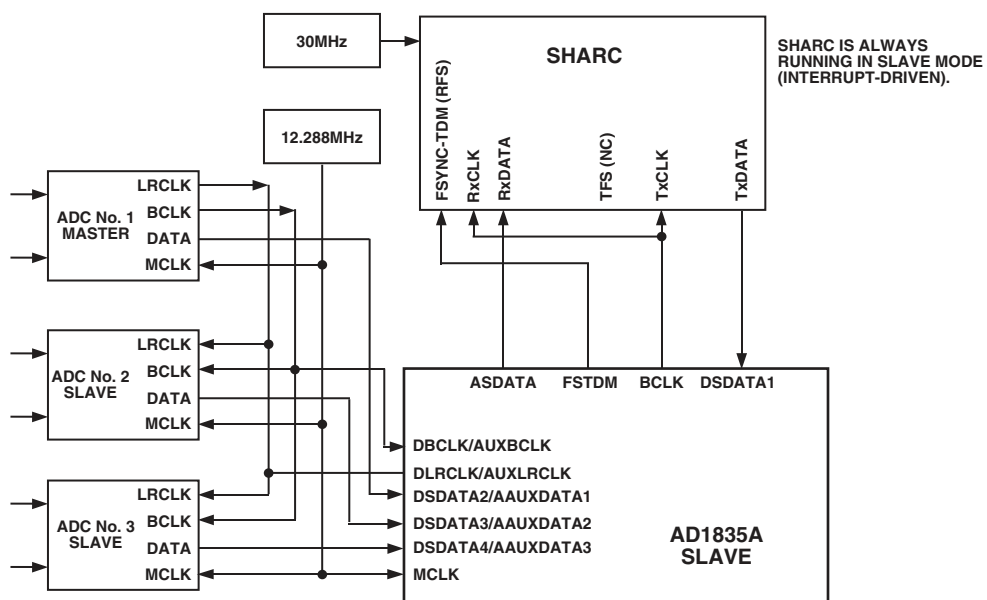 30MHz
SHARC
SHARC IS ALWAYS
RUNNING IN SLAVE MODE
(INTERRUPT-DRIVEN).
12.288MHz
FSYNC-TDM (RFS)
RxCLK
RxDATA
TFS (NC)
TxCLK
TxDATA
ADC No. 1
MASTER
LRCLK
BCLK
DATA
MCLK
ADC No. 2
SLAVE
LRCLK
BCLK
DATA
MCLK
ADC No. 3
SLAVE
LRCLK
BCLK
DATA
MCLK
ASDATA
FSTDM
BCLK
DSDATA1
DBCLK/AUXBCLK
DLRCLK/AUXLRCLK
DSDATA2/AAUXDATA1
DSDATA3/AAUXDATA2
DSDATA4/AAUXDATA3
MCLK
AD1835A
SLAVE